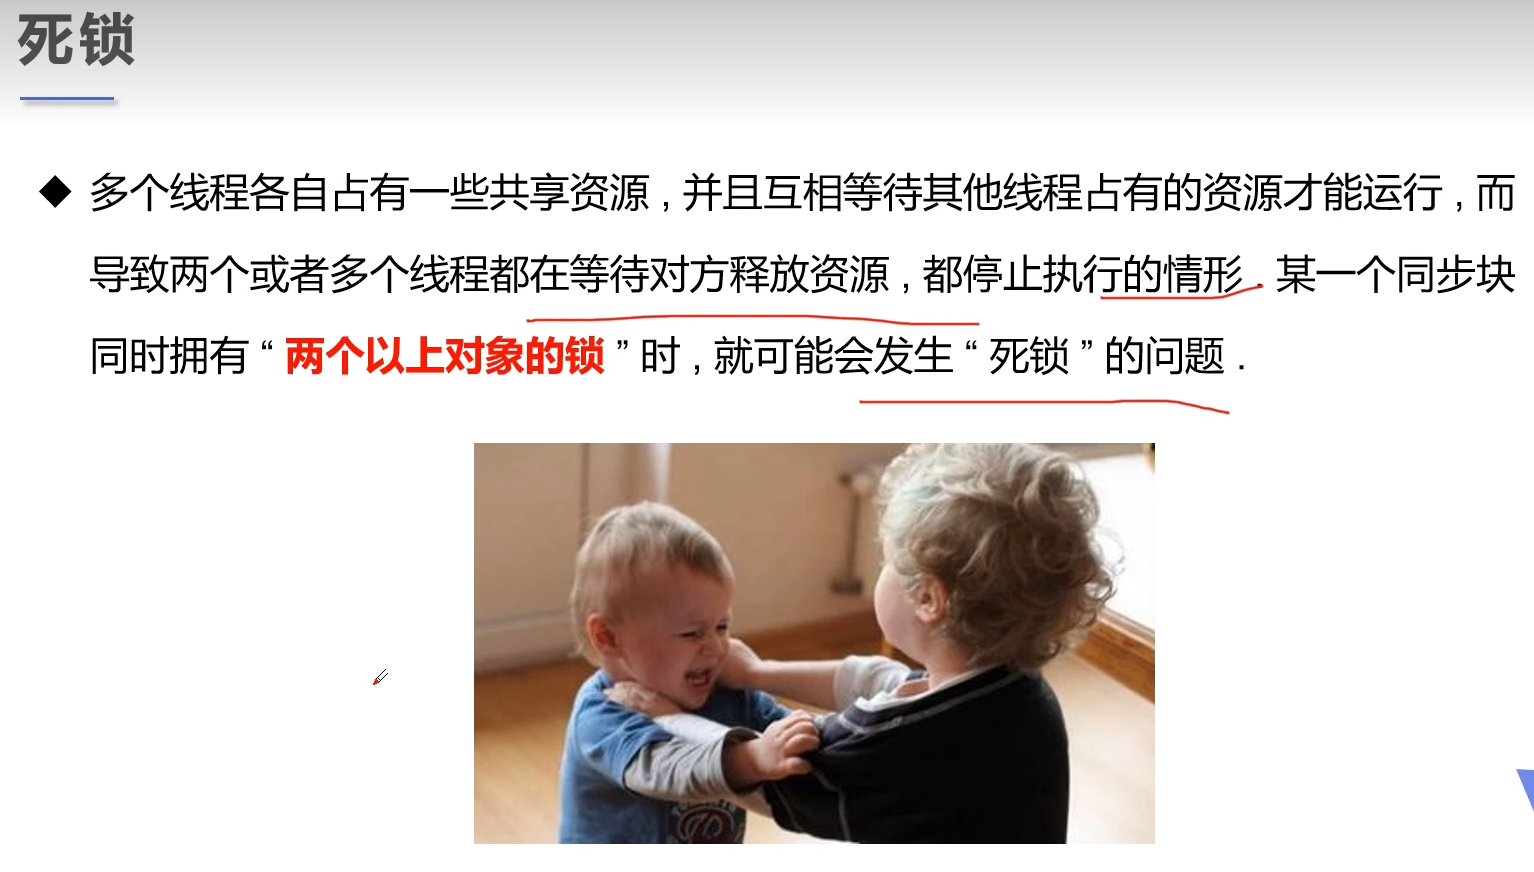 死锁
◆ 多个线程各自占有一些共享资源 , 并且互相等待其他线程占有的资源才能运行 , 而
导致两个或者多个线程都在等待对方释放资源 , 都停止执行的情形 . 某一个同步块
同时拥有 “ 两个以上对象的锁 ” 时 , 就可能会发生 “ 死锁 ” 的问题 .